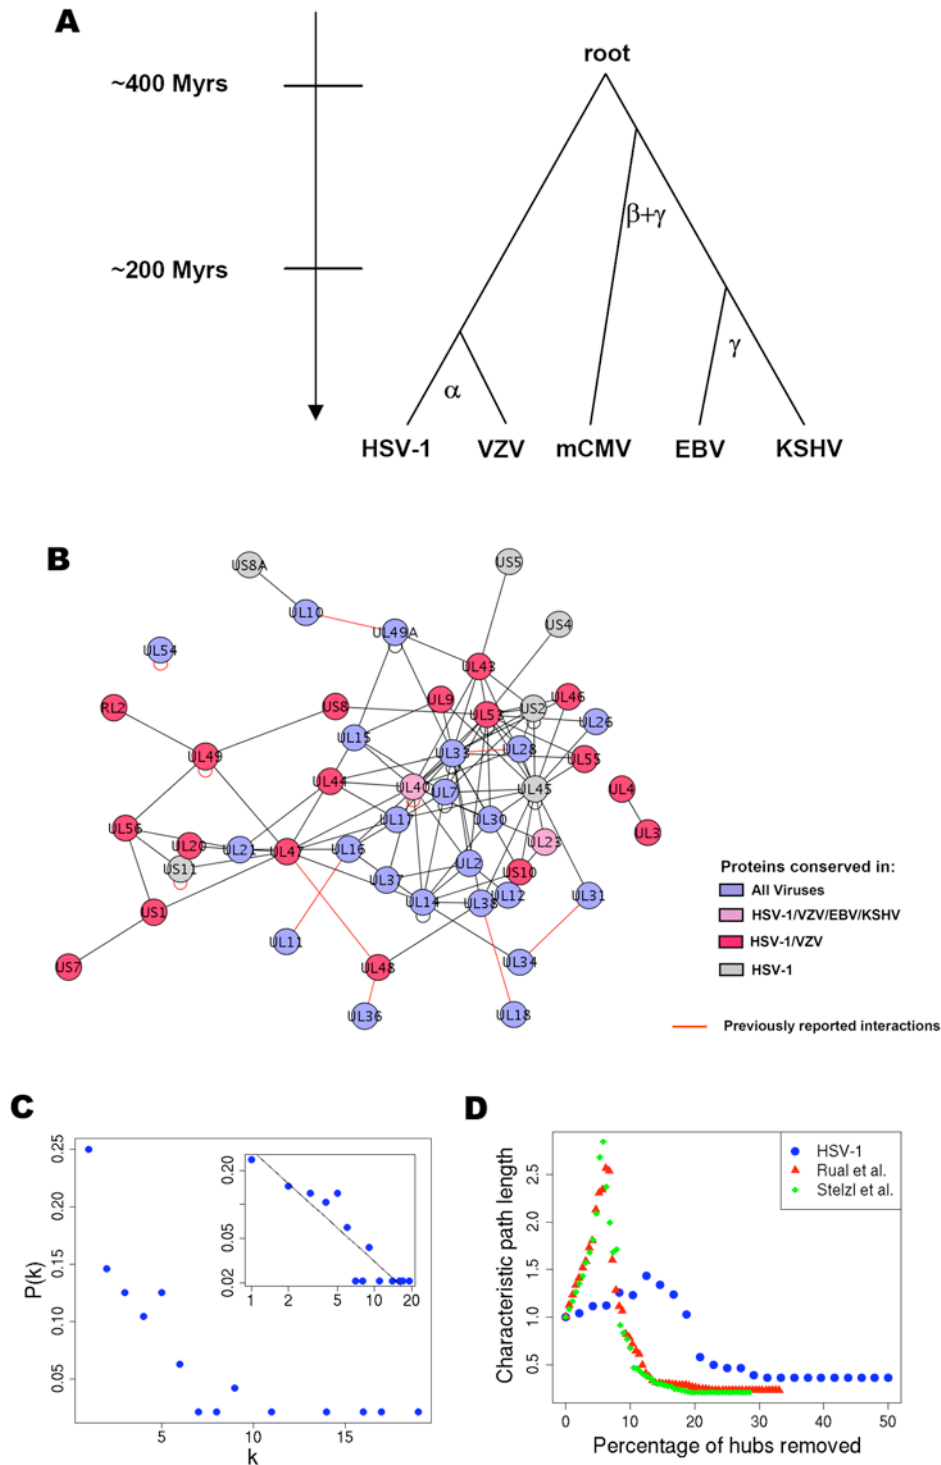 A
root
~400 Myrs
β+γ
~200 Myrs
γ
α
HSV-1 VZV mCMV EBV KSHV
B
US8A
US5
UL10
US4
UL49A
UL54
UL43
RL2
US8
UL9
US2
UL46
UL26
UL15
UL33
UL28
UL49
UL55
UL44
UL40
UL7
UL45
UL4
UL17
UL30
UL3
UL56
UL20
UL21
UL47
UL16
UL23
US11
UL2
US10
UL37
UL14
UL38
UL12
UL31
US1
UL11
US7
UL48
UL34
UL36
UL18
Proteins conserved in:
All Viruses
HSV-1/VZV/EBV/KSHV
HSV-1/VZV
HSV-1
Previously reported interactions
C
P(k)
0.25
0.20
0.15
0.10
0.05
5 10 15
k
0.20
0.05
0.02
1 2 5 10 20
D
Characteristic path length
2.5
2.0
1.5
1.0
0.5
0 10 20 30 40 50
Percentage of hubs removed
HSV-1
Rual et al.
Stelzl et al.